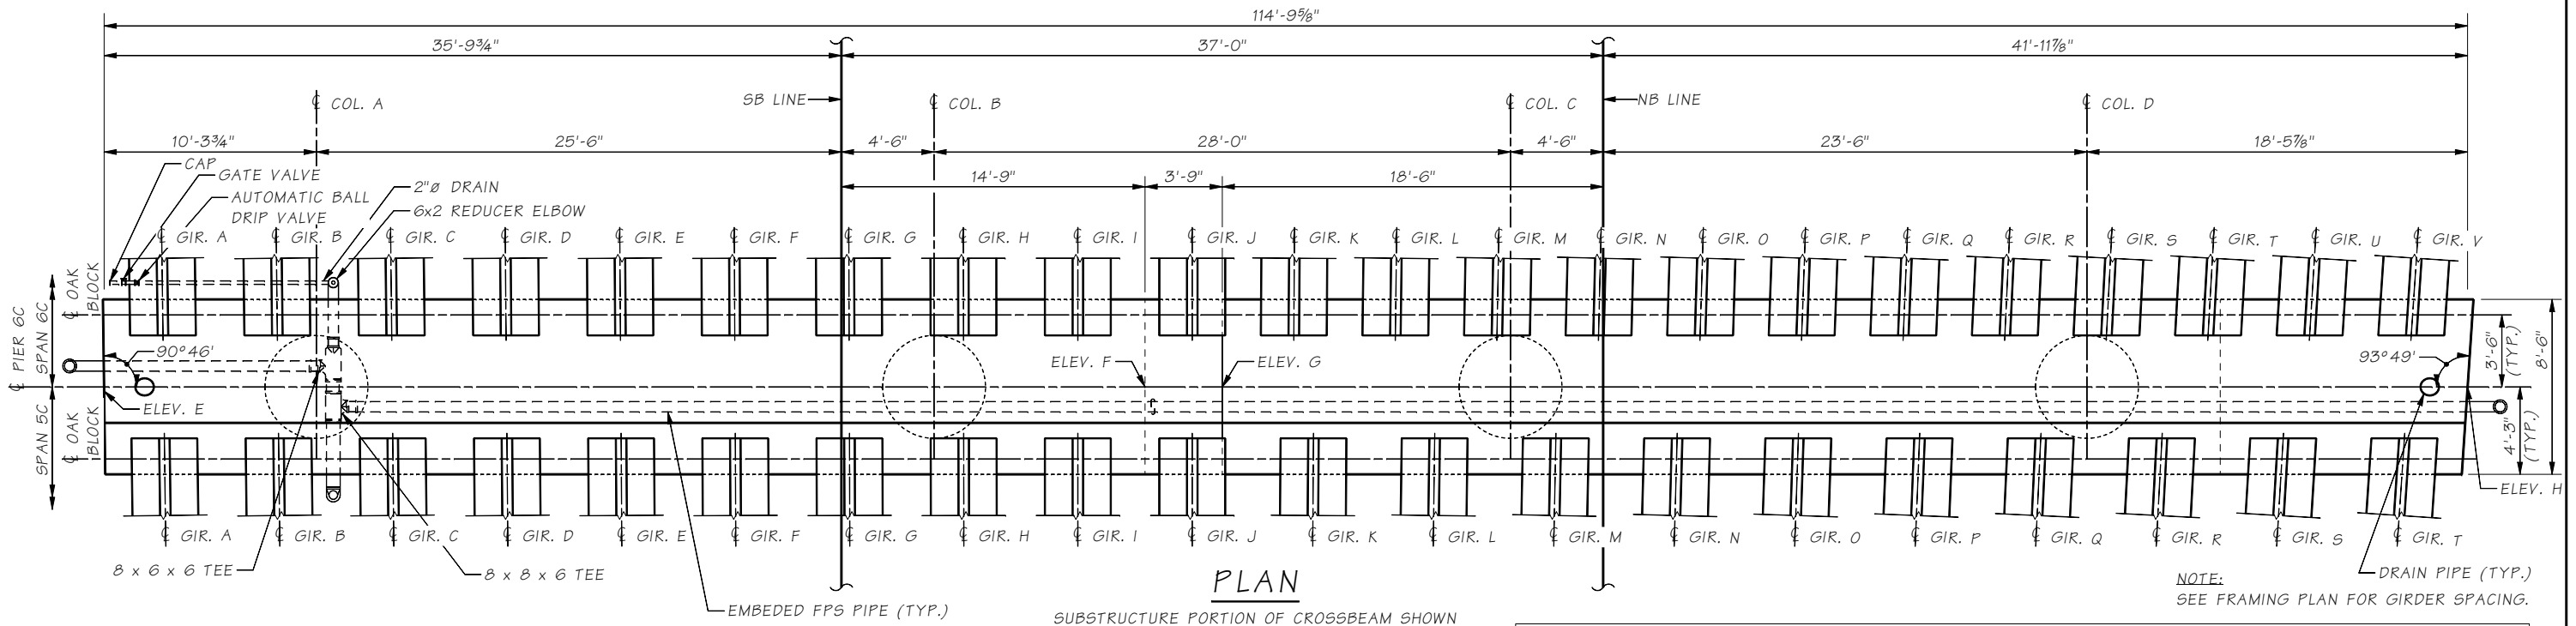 114'-9⅝"
35'-9¾"
37'-0"
41'-11⅞"
SB LINE
NB LINE
℄ COL. A
℄ COL. B
℄ COL. C
℄ COL. D
10'-3¾"
25'-6"
4'-6"
28'-0"
4'-6"
23'-6"
18'-5⅞"
14'-9"
3'-9"
18'-6"
CAP
GATE VALVE
AUTOMATIC BALL
DRIP VALVE
2"ø DRAIN
6x2 REDUCER ELBOW
℄ GIR. A
℄ GIR. B
℄ GIR. C
℄ GIR. D
℄ GIR. E
℄ GIR. F
℄ GIR. G
℄ GIR. H
℄ GIR. I
℄ GIR. J
℄ GIR. K
℄ GIR. L
℄ GIR. M
℄ GIR. N
℄ GIR. O
℄ GIR. P
℄ GIR. Q
℄ GIR. R
℄ GIR. S
℄ GIR. T
℄ GIR. U
℄ GIR. V
℄ PIER 6C
SPAN 6C
℄ OAK
BLOCK
SPAN 5C
℄ OAK
BLOCK
90°46'
ELEV. E
ELEV. F
ELEV. G
93°49'
3'-6"
(TYP.)
8'-6"
4'-3"
(TYP.)
ELEV. H
℄ GIR. A
℄ GIR. B
℄ GIR. C
℄ GIR. D
℄ GIR. E
℄ GIR. F
℄ GIR. G
℄ GIR. H
℄ GIR. I
℄ GIR. J
℄ GIR. K
℄ GIR. L
℄ GIR. M
℄ GIR. N
℄ GIR. O
℄ GIR. P
℄ GIR. Q
℄ GIR. R
℄ GIR. S
℄ GIR. T
8 x 6 x 6 TEE
8 x 8 x 6 TEE
EMBEDED FPS PIPE (TYP.)
DRAIN PIPE (TYP.)
PLAN
SUBSTRUCTURE PORTION OF CROSSBEAM SHOWN
NOTE:
SEE FRAMING PLAN FOR GIRDER SPACING.